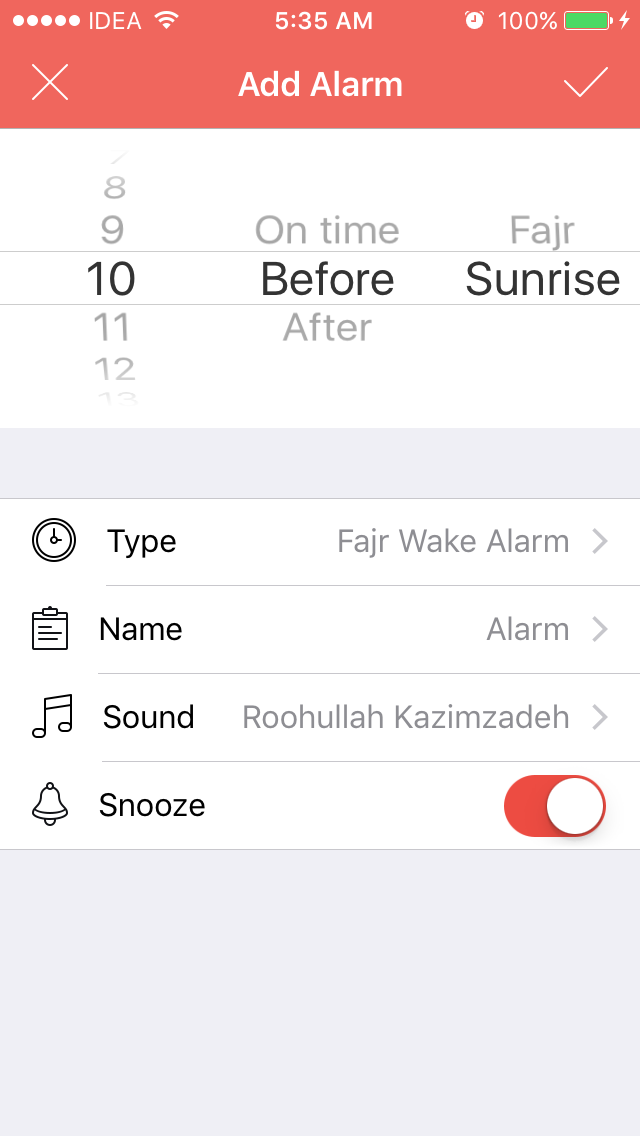 IDEA 5:35 AM 100%
Add Alarm
8
9 On time Fajr
10 Before Sunrise
11 After
12
13
Type Fajr Wake Alarm
Name Alarm
Sound Roohullah Kazimzadeh
Snooze